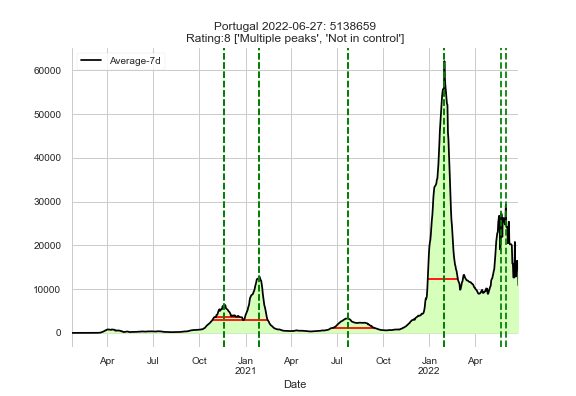 Portugal 2022-06-27: 5138659
Rating:8 ['Multiple peaks', 'Not in control']
Average-7d
60000
50000
40000
30000
20000
10000
0
Apr Jul Oct Jan Apr Jul Oct Jan Apr
2021 2022
Date